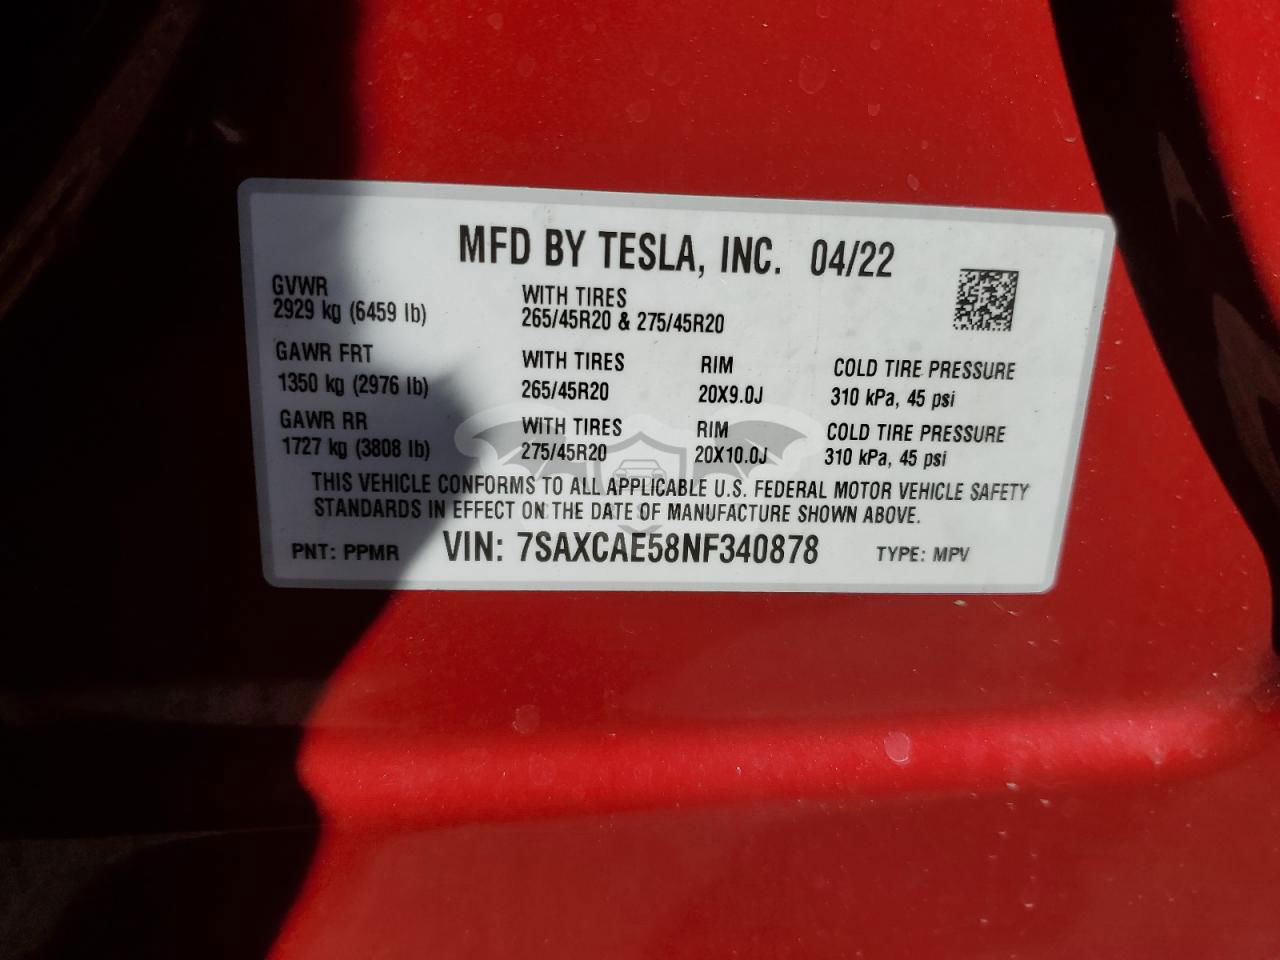 MFD BY TESLA, INC. 04/22
GVWR
2929 kg (6459 lb)
WITH TIRES
265/45R20 & 275/45R20
GAWR FRT WITH TIRES RIM COLD TIRE PRESSURE
1350 kg (2976 lb) 265/45R20 20X9.0J 310 kPa, 45 psi
GAWR RR WITH TIRES RIM COLD TIRE PRESSURE
1727 kg (3808 lb) 275/45R20 20X10.0J 310 kPa, 45 psi
THIS VEHICLE CONFORMS TO ALL APPLICABLE U.S. FEDERAL MOTOR VEHICLE SAFETY
STANDARDS IN EFFECT ON THE DATE OF MANUFACTURE SHOWN ABOVE.
PNT: PPMR VIN: 7SAXCAE58NF340878 TYPE: MPV